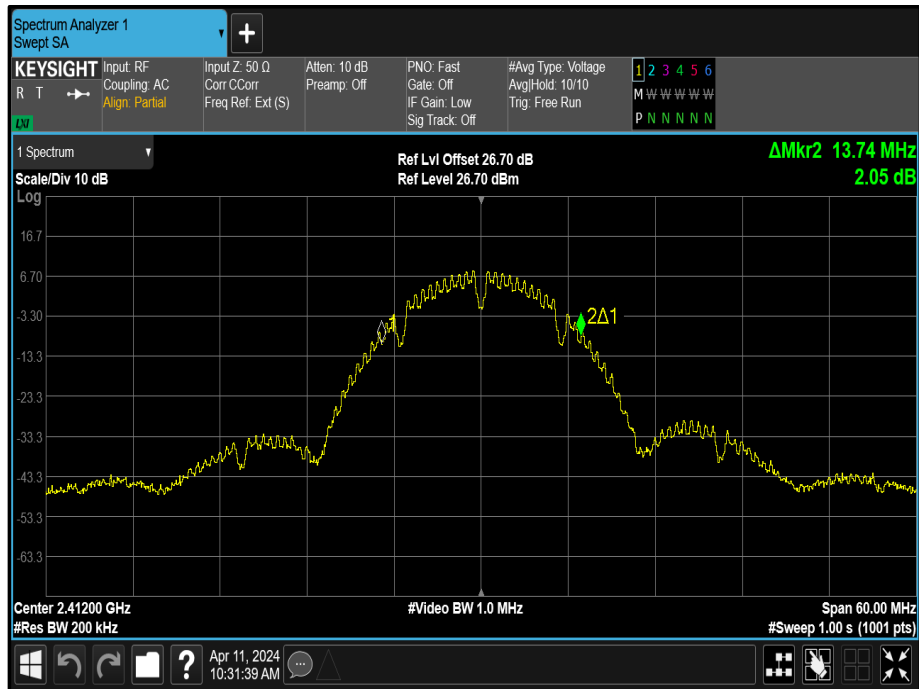 Spectrum Analyzer 1
Swept SA
+
KEYSIGHT
R T
LXI
Input: RF
Coupling: AC
Align: Partial
Input Z: 50 Ω
Corr CCorr
Freq Ref: Ext (S)
Atten: 10 dB
Preamp: Off
PNO: Fast
Gate: Off
IF Gain: Low
Sig Track: Off
#Avg Type: Voltage
Avg|Hold: 10/10
Trig: Free Run
1 2 3 4 5 6
M W W W W W
P N N N N N
1 Spectrum
Scale/Div 10 dB
Ref Lvl Offset 26.70 dB
Ref Level 26.70 dBm
ΔMkr2 13.74 MHz
2.05 dB
Log
16.7
6.70
-3.30
-13.3
-23.3
-33.3
-43.3
-53.3
-63.3
1
2Δ1
Center 2.41200 GHz
#Res BW 200 kHz
#Video BW 1.0 MHz
Span 60.00 MHz
#Sweep 1.00 s (1001 pts)
?
Apr 11, 2024
10:31:39 AM